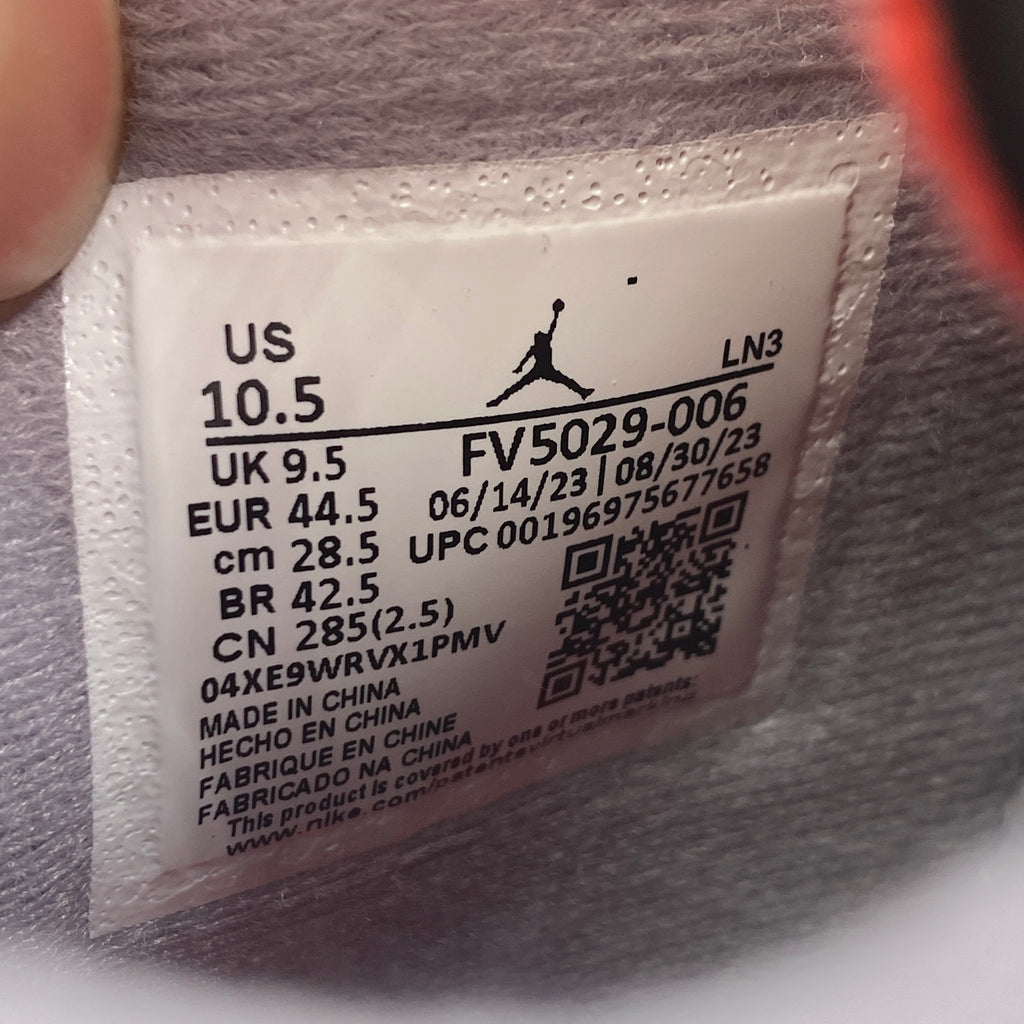 US
10.5
LN3
UK 9.5
EUR 44.5
cm 28.5
BR 42.5
CN 285(2.5)
FV5029-006
06/14/23|08/30/23
UPC 00196975677658
04XE9WRVX1PMV
MADE IN CHINA
HECHO EN CHINA
FABRIQUE EN CHINE
FABRICADO NA CHINA
This product is covered by one or more patents:
www.nike.com/patentsvirtualmarking